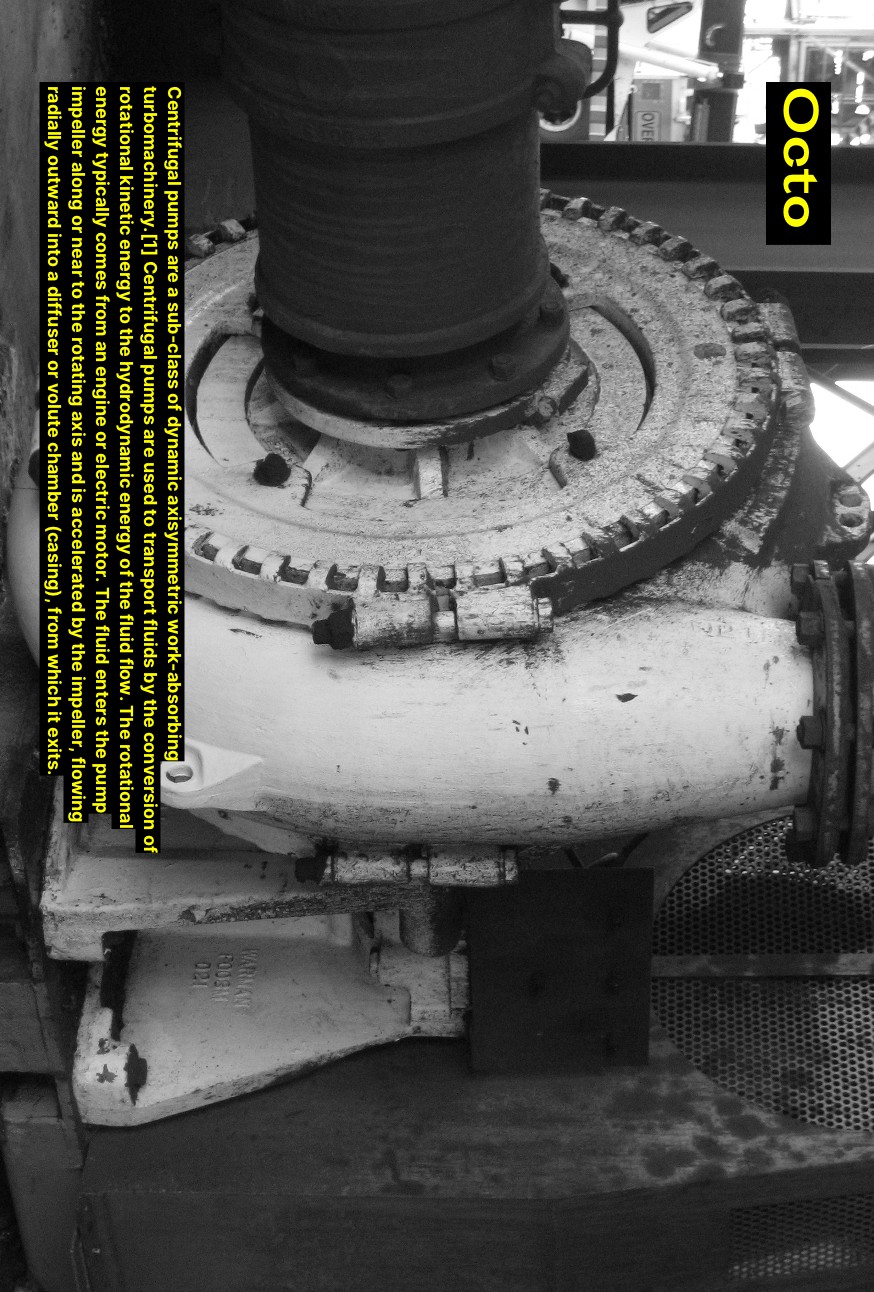 Octo
Centrifugal pumps are a sub-class of dynamic axisymmetric work-absorbing
turbomachinery.[1] Centrifugal pumps are used to transport fluids by the conversion of
rotational kinetic energy to the hydrodynamic energy of the fluid flow. The rotational
energy typically comes from an engine or electric motor. The fluid enters the pump
impeller along or near to the rotating axis and is accelerated by the impeller, flowing
radially outward into a diffuser or volute chamber (casing), from which it exits.
OVE
WARMAN
021